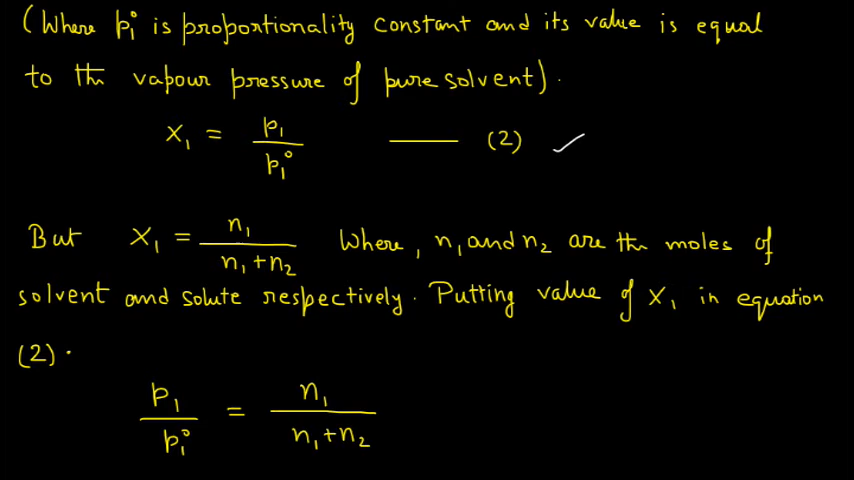 (Where p₁° is proportionality constant and its value is equal
to the vapour pressure of pure solvent).
X₁ = p₁/p₁° —— (2) ✓
But X₁ = n₁/(n₁+n₂) Where, n₁ and n₂ are the moles of
solvent and solute respectively. Putting value of X₁ in equation
(2).
p₁/p₁° = n₁/(n₁+n₂)